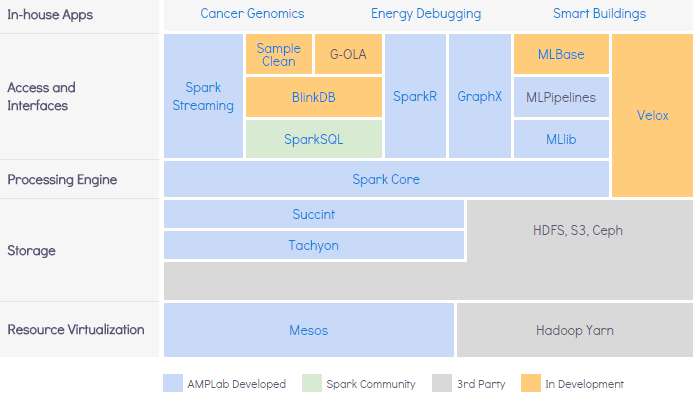 In-house Apps
Cancer Genomics
Energy Debugging
Smart Buildings
Access and
Interfaces
Spark
Streaming
Sample
Clean
G-OLA
BlinkDB
SparkSQL
SparkR
GraphX
MLBase
MLPipelines
MLlib
Velox
Processing Engine
Spark Core
Storage
Succint
Tachyon
HDFS, S3, Ceph
Resource Virtualization
Mesos
Hadoop Yarn
AMPLab Developed
Spark Community
3rd Party
In Development